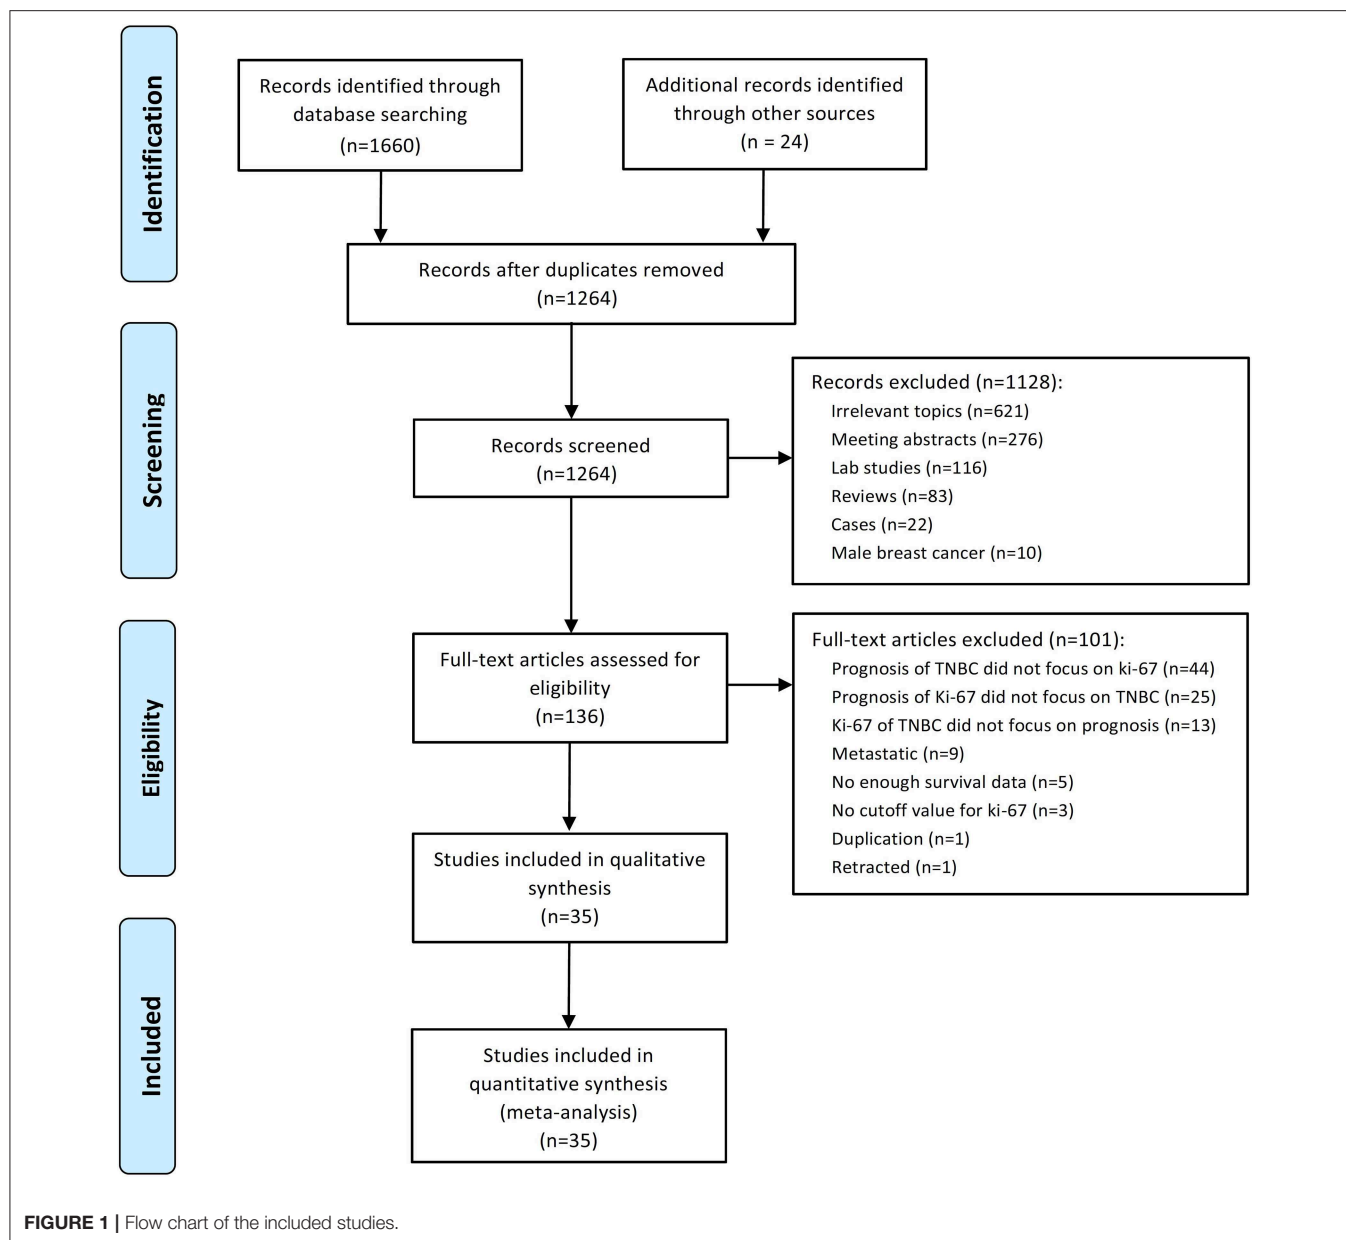 Identification
Records identified through
database searching
(n=1660)
Additional records identified
through other sources
(n = 24)
Records after duplicates removed
(n=1264)
Screening
Records screened
(n=1264)
Records excluded (n=1128):
Irrelevant topics (n=621)
Meeting abstracts (n=276)
Lab studies (n=116)
Reviews (n=83)
Cases (n=22)
Male breast cancer (n=10)
Eligibility
Full-text articles assessed for
eligibility
(n=136)
Full-text articles excluded (n=101):
Prognosis of TNBC did not focus on ki-67 (n=44)
Prognosis of Ki-67 did not focus on TNBC (n=25)
Ki-67 of TNBC did not focus on prognosis (n=13)
Metastatic (n=9)
No enough survival data (n=5)
No cutoff value for ki-67 (n=3)
Duplication (n=1)
Retracted (n=1)
Studies included in qualitative
synthesis
(n=35)
Included
Studies included in
quantitative synthesis
(meta-analysis)
(n=35)
FIGURE 1 | Flow chart of the included studies.